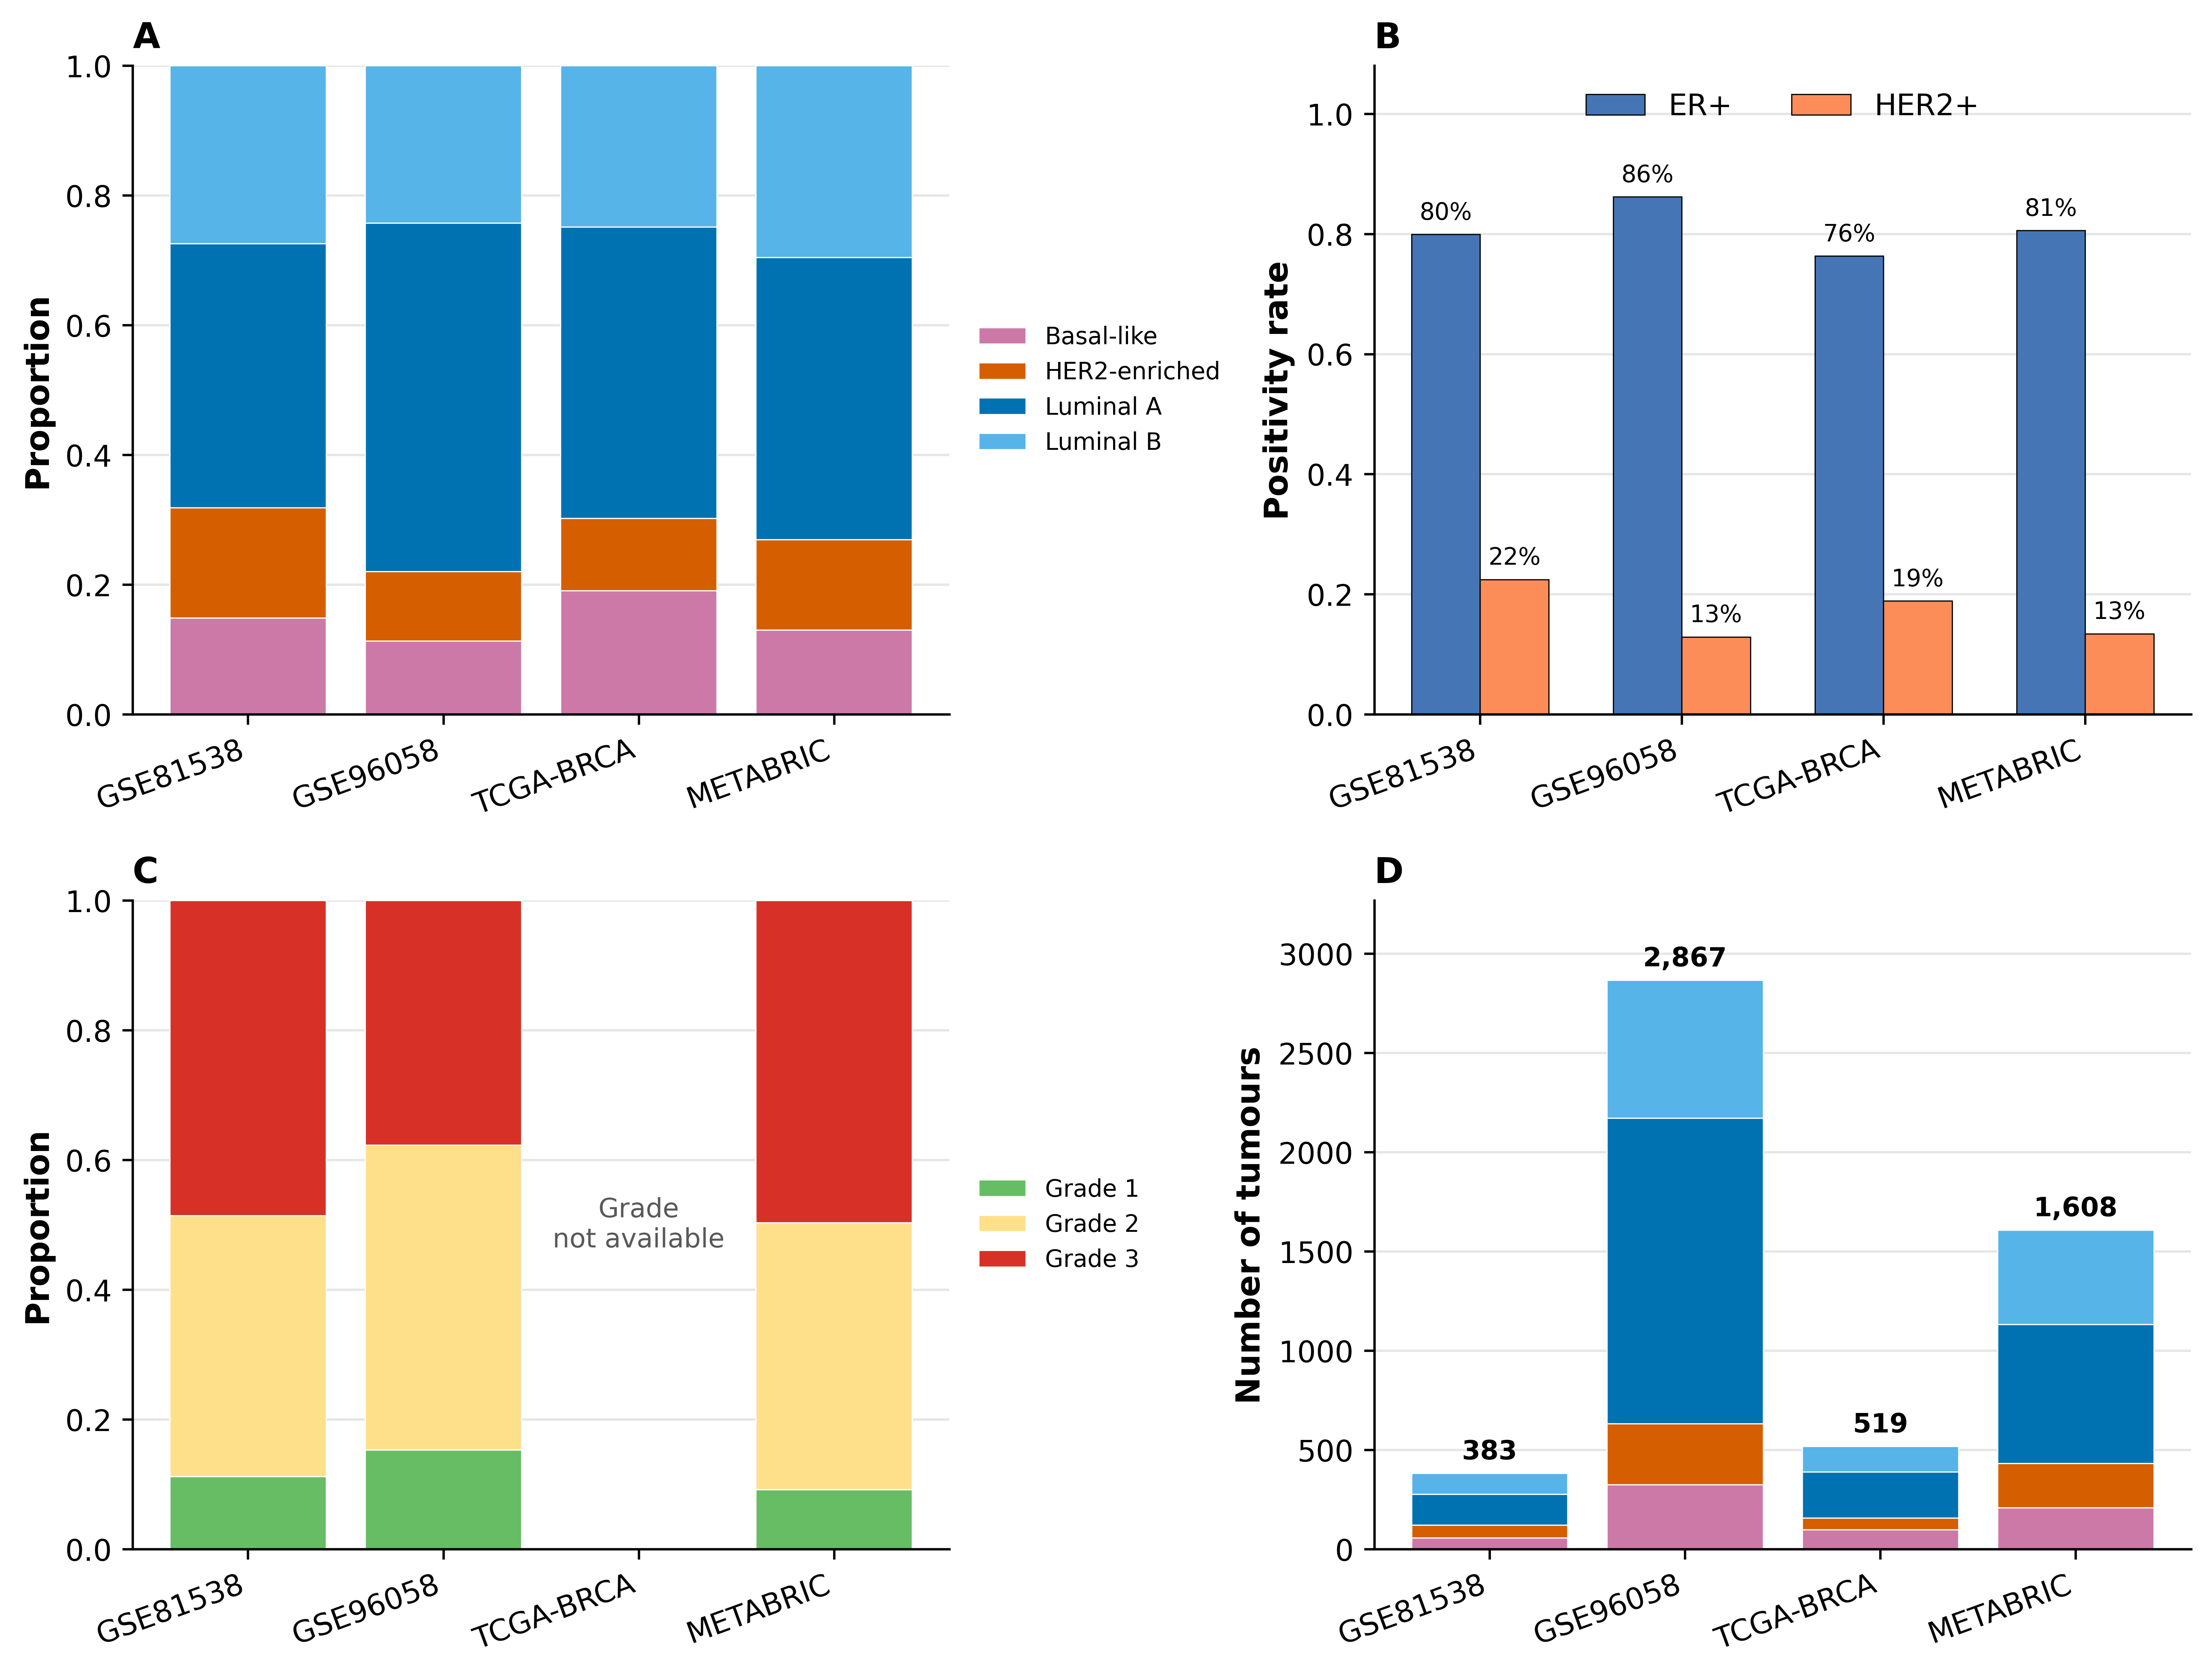 A
1.0
0.8
0.6
0.4
0.2
0.0
Proportion
GSE81538
GSE96058
TCGA-BRCA
METABRIC
Basal-like
HER2-enriched
Luminal A
Luminal B
B
1.0
0.8
0.6
0.4
0.2
0.0
Positivity rate
ER+
HER2+
80%
22%
86%
13%
76%
19%
81%
13%
GSE81538
GSE96058
TCGA-BRCA
METABRIC
C
1.0
0.8
0.6
0.4
0.2
0.0
Proportion
Grade
not available
GSE81538
GSE96058
TCGA-BRCA
METABRIC
Grade 1
Grade 2
Grade 3
D
3000
2500
2000
1500
1000
500
0
Number of tumours
383
2,867
519
1,608
GSE81538
GSE96058
TCGA-BRCA
METABRIC